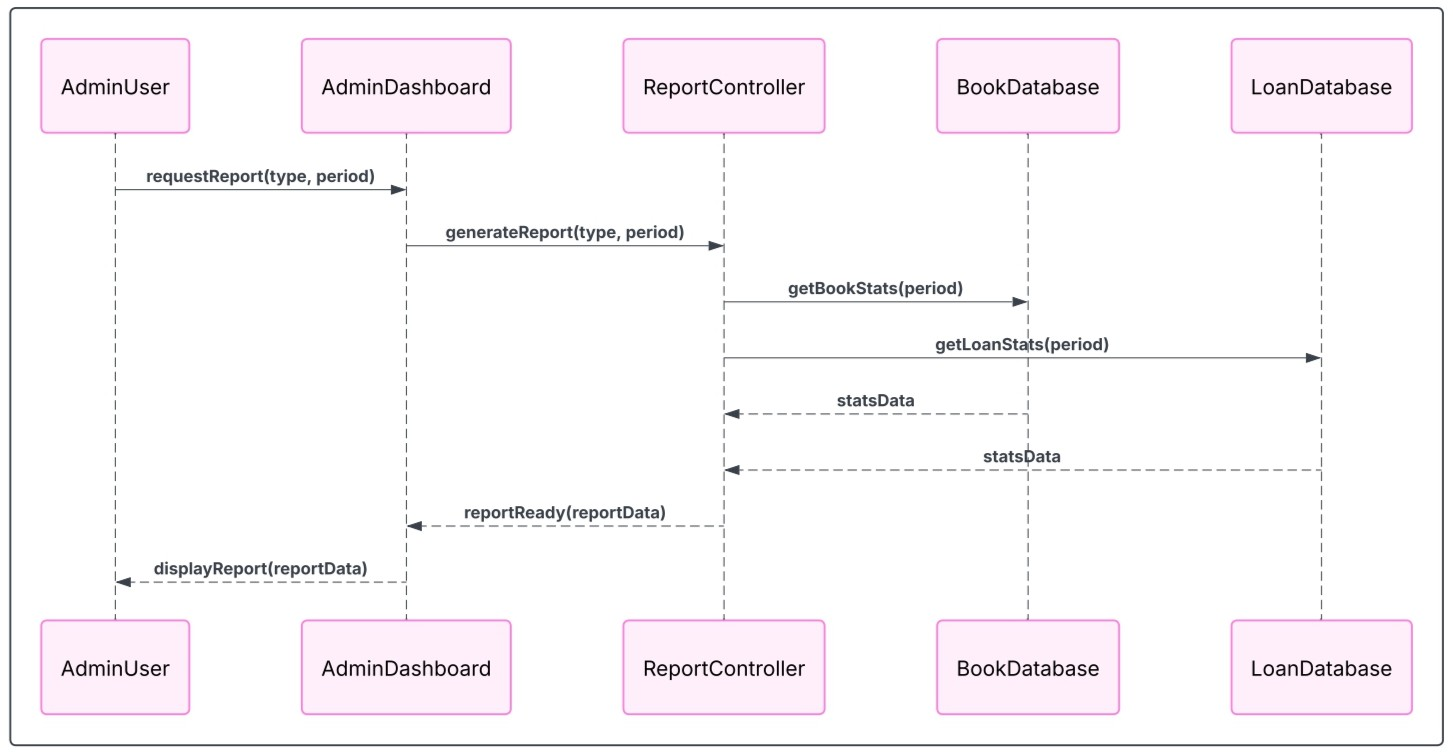 AdminUser
AdminDashboard
ReportController
BookDatabase
LoanDatabase
requestReport(type, period)
generateReport(type, period)
getBookStats(period)
getLoanStats(period)
statsData
statsData
reportReady(reportData)
displayReport(reportData)
AdminUser
AdminDashboard
ReportController
BookDatabase
LoanDatabase